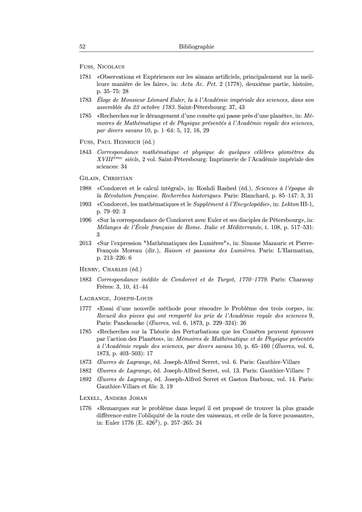 52 Bibliographie
Fuss, Nicolaus
1781 «Observations et Expériences sur les aimans artificiels, principalement sur la meil-
leure manière de les faire», in: Acta Ac. Pet. 2 (1778), deuxième partie, histoire,
p. 35–75: 28
1783 Éloge de Monsieur Léonard Euler, lu à l'Académie impériale des sciences, dans son
assemblée du 23 octobre 1783. Saint-Pétersbourg: 37, 43
1785 «Recherches sur le dérangement d'une comète qui passe près d'une planète», in: Mé-
moires de Mathématique et de Physique présentés à l'Académie royale des sciences,
par divers savans 10, p. 1–64: 5, 12, 16, 29
Fuss, Paul Heinrich (éd.)
1843 Correspondance mathématique et physique de quelques célèbres géomètres du
XVIIIème siècle, 2 vol. Saint-Pétersbourg: Imprimerie de l'Académie impériale des
sciences: 34
Gilain, Christian
1988 «Condorcet et le calcul intégral», in: Roshdi Rashed (éd.), Sciences à l'époque de
la Révolution française. Recherches historiques. Paris: Blanchard, p. 85–147: 3, 31
1993 «Condorcet, les mathématiques et le Supplément à l'Encyclopédie», in: Lekton III-1,
p. 79–92: 3
1996 «Sur la correspondance de Condorcet avec Euler et ses disciples de Pétersbourg», in:
Mélanges de l'École française de Rome. Italie et Méditerranée, t. 108, p. 517–531:
3
2013 «Sur l'expression "Mathématiques des Lumières"», in: Simone Mazauric et Pierre-
François Moreau (dir.), Raison et passions des Lumières. Paris: L'Harmattan,
p. 213–226: 6
Henry, Charles (éd.)
1883 Correspondance inédite de Condorcet et de Turgot, 1770–1779. Paris: Charavay
Frères: 3, 10, 41–44
Lagrange, Joseph-Louis
1777 «Essai d'une nouvelle méthode pour résoudre le Problème des trois corps», in:
Recueil des pièces qui ont remporté les prix de l'Académie royale des sciences 9,
Paris: Panckoucke (Œuvres, vol. 6, 1873, p. 229–324): 26
1785 «Recherches sur la Théorie des Perturbations que les Comètes peuvent éprouver
par l'action des Planètes», in: Mémoires de Mathématique et de Physique présentés
à l'Académie royale des sciences, par divers savans 10, p. 65–160 (Œuvres, vol. 6,
1873, p. 403–503): 17
1873 Œuvres de Lagrange, éd. Joseph-Alfred Serret, vol. 6. Paris: Gauthier-Villars
1882 Œuvres de Lagrange, éd. Joseph-Alfred Serret, vol. 13. Paris: Gauthier-Villars: 7
1892 Œuvres de Lagrange, éd. Joseph-Alfred Serret et Gaston Darboux, vol. 14. Paris:
Gauthier-Villars et fils: 3, 19
Lexell, Anders Johan
1776 «Remarques sur le problème dans lequel il est proposé de trouver la plus grande
différence entre l'obliquité de la route des vaisseaux, et celle de la force poussante»,
in: Euler 1776 (E. 426²), p. 257–265: 24